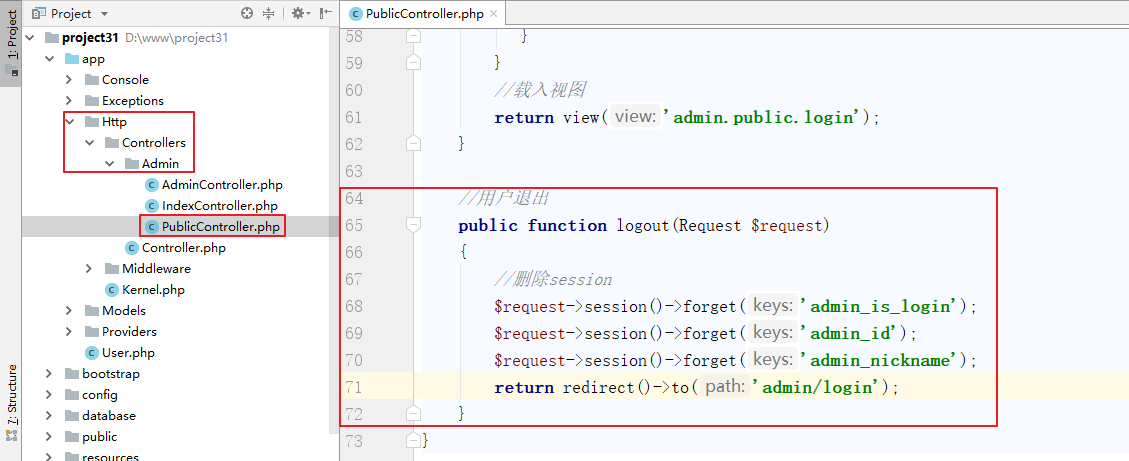 1: Project
7: Structure
Project
project31 D:\www\project31
app
Console
Exceptions
Http
Controllers
Admin
AdminController.php
IndexController.php
PublicController.php
Controller.php
Middleware
Kernel.php
Models
Providers
User.php
bootstrap
config
database
public
resources
PublicController.php
58 }
59 }
60 //载入视图
61 return view( view: 'admin.public.login');
62 }
63
64 //用户退出
65 public function logout(Request $request)
66 {
67 //删除session
68 $request->session()->forget( keys: 'admin_is_login');
69 $request->session()->forget( keys: 'admin_id');
70 $request->session()->forget( keys: 'admin_nickname');
71 return redirect()->to( path: 'admin/login');
72 }
73 }